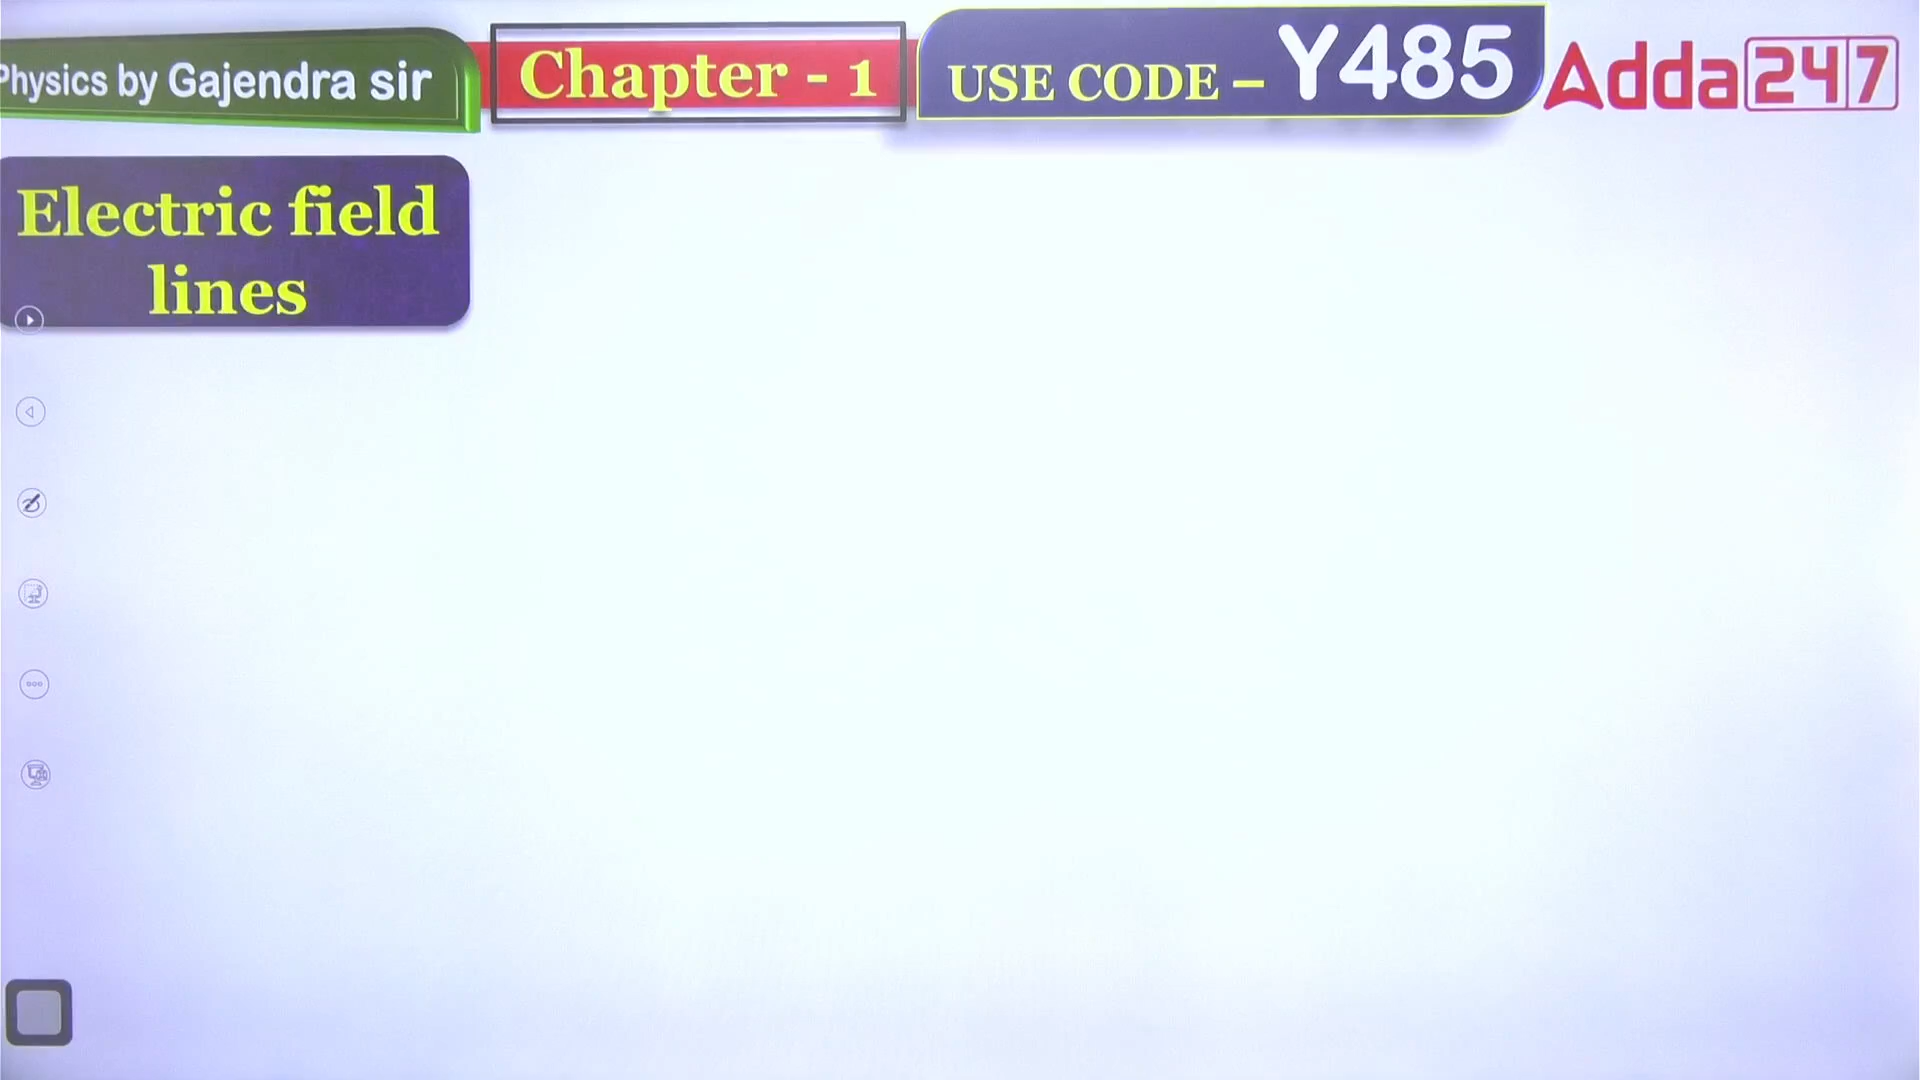 Physics by Gajendra sir
Chapter - 1
USE CODE – Y485
Adda247
Electric field
lines